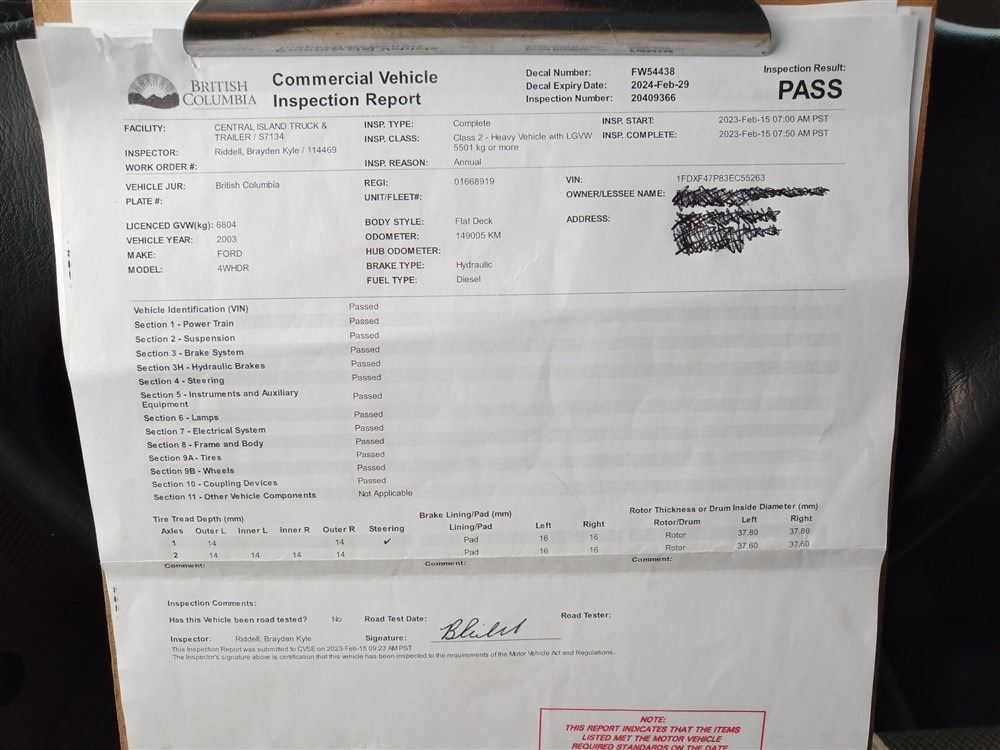 BRITISH COLUMBIA
Commercial Vehicle Inspection Report
Decal Number: FW54438
Decal Expiry Date: 2024-Feb-29
Inspection Number: 20409366
Inspection Result:
PASS
FACILITY: CENTRAL ISLAND TRUCK & TRAILER / S7134
INSPECTOR: Riddell, Brayden Kyle / 114469
WORK ORDER #:
INSP. TYPE: Complete
INSP. CLASS: Class 2 - Heavy Vehicle with LGVW 5501 kg or more
INSP. REASON: Annual
INSP. START: 2023-Feb-15 07:00 AM PST
INSP. COMPLETE: 2023-Feb-15 07:50 AM PST
VEHICLE JUR: British Columbia
PLATE #:
REGI: 01668919
UNIT/FLEET#:
VIN: 1FDXF47P83EC55263
OWNER/LESSEE NAME:
ADDRESS:
LICENCED GVW(kg): 6804
VEHICLE YEAR: 2003
MAKE: FORD
MODEL: 4WHDR
BODY STYLE: Flat Deck
ODOMETER: 149005 KM
HUB ODOMETER:
BRAKE TYPE: Hydraulic
FUEL TYPE: Diesel
Vehicle Identification (VIN) Passed
Section 1 - Power Train Passed
Section 2 - Suspension Passed
Section 3 - Brake System Passed
Section 3H - Hydraulic Brakes Passed
Section 4 - Steering Passed
Section 5 - Instruments and Auxiliary Equipment Passed
Section 6 - Lamps Passed
Section 7 - Electrical System Passed
Section 8 - Frame and Body Passed
Section 9A - Tires Passed
Section 9B - Wheels Passed
Section 10 - Coupling Devices Passed
Section 11 - Other Vehicle Components Not Applicable
Tire Tread Depth (mm)
Axles Outer L Inner L Inner R Outer R Steering
1 14 14 ✓
2 14 14 14 14
Comment:
Brake Lining/Pad (mm)
Lining/Pad Left Right
Pad 16 16
Pad 16 16
Comment:
Rotor Thickness or Drum Inside Diameter (mm)
Rotor/Drum Left Right
Rotor 37.80 37.80
Rotor 37.60 37.60
Comment:
Inspection Comments:
Has this Vehicle been road tested? No Road Test Date: Road Tester:
Inspector: Riddell, Brayden Kyle Signature:
This Inspection Report was submitted to CVSE on 2023-Feb-15 09:23 AM PST
The Inspector's signature above is certification that this vehicle has been inspected to the requirements of the Motor Vehicle Act and Regulations.
NOTE:
THIS REPORT INDICATES THAT THE ITEMS
LISTED MET THE MOTOR VEHICLE
REQUIRED STANDARDS ON THE DATE